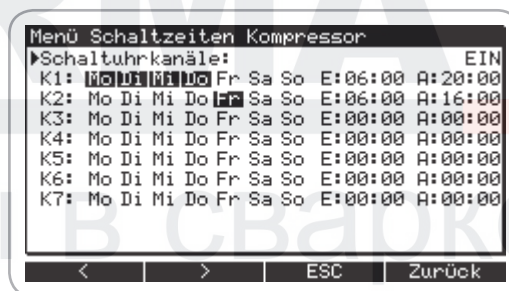 Menü Schaltzeiten Kompressor
▶Schaltuhrkanäle: EIN
K1: Mo Di Mi Do Fr Sa So E:06:00 A:20:00
K2: Mo Di Mi Do Fr Sa So E:06:00 A:16:00
K3: Mo Di Mi Do Fr Sa So E:00:00 A:00:00
K4: Mo Di Mi Do Fr Sa So E:00:00 A:00:00
K5: Mo Di Mi Do Fr Sa So E:00:00 A:00:00
K6: Mo Di Mi Do Fr Sa So E:00:00 A:00:00
K7: Mo Di Mi Do Fr Sa So E:00:00 A:00:00
< > ESC Zurück